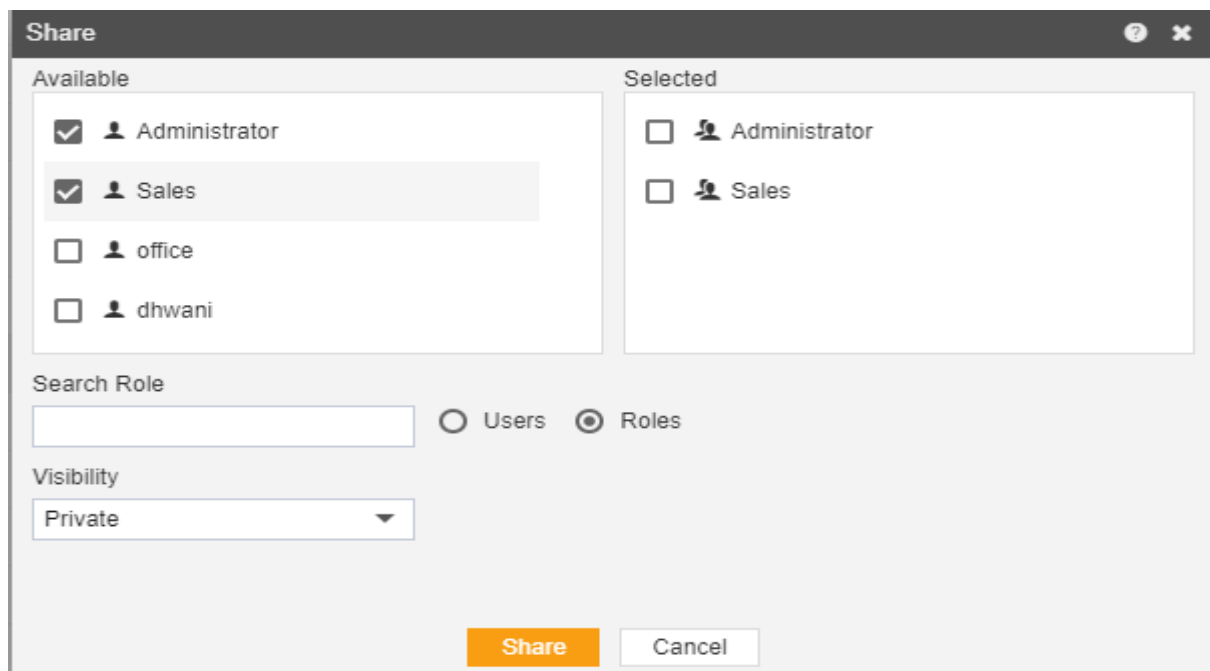 Share
Available
Administrator
Sales
office
dhwani
Selected
Administrator
Sales
Search Role
Users
Roles
Visibility
Private
Share
Cancel